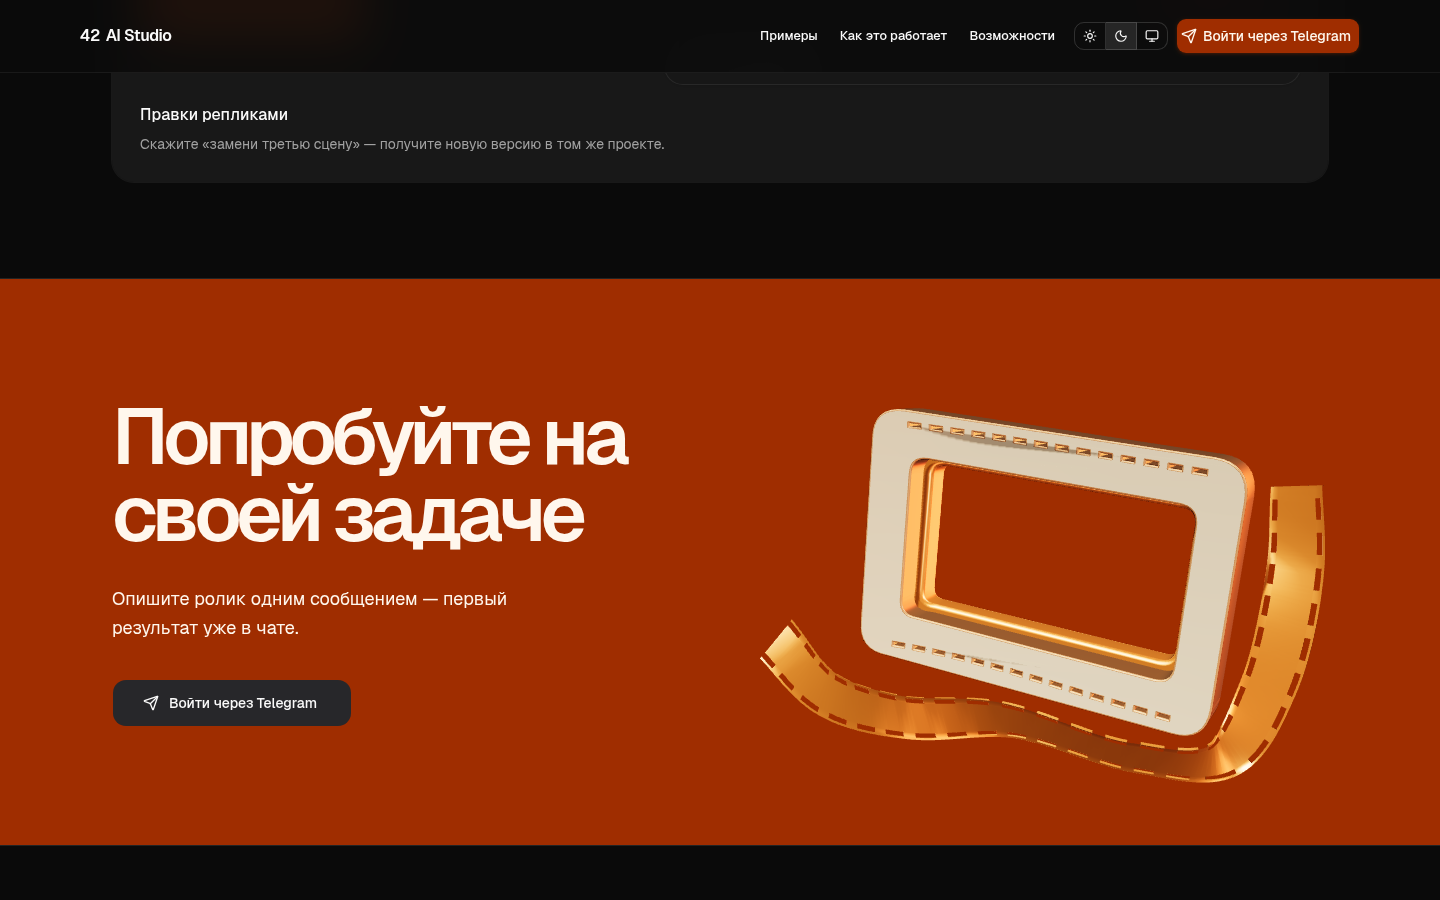 42 AI Studio
Примеры
Как это работает
Возможности
Войти через Telegram
Правки репликами
Скажите «замени третью сцену» — получите новую версию в том же проекте.
Попробуйте на
своей задаче
Опишите ролик одним сообщением — первый
результат уже в чате.
Войти через Telegram